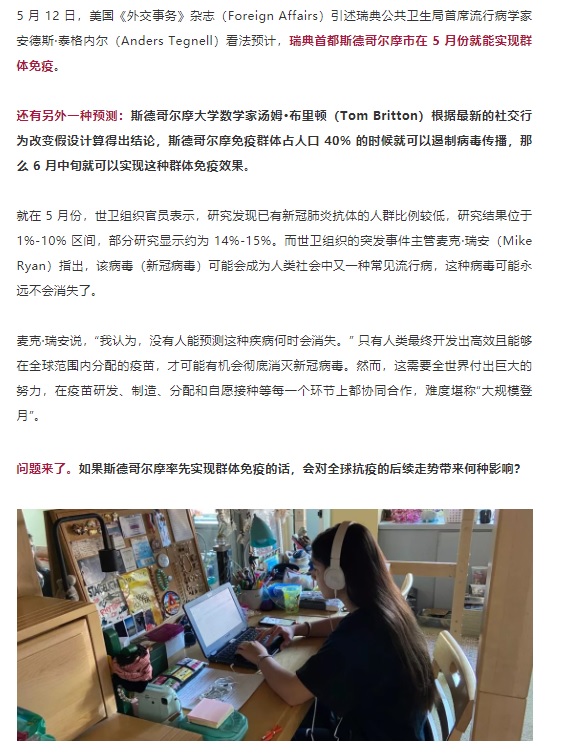 5 月 12 日，美国《外交事务》杂志（Foreign Affairs）引述瑞典公共卫生局首席流行病学家
安德斯·泰格内尔（Anders Tegnell）看法预计，瑞典首都斯德哥尔摩市在 5 月份就能实现群
体免疫。
还有另外一种预测：斯德哥尔摩大学数学家汤姆·布里顿（Tom Britton）根据最新的社交行
为改变假设计算得出结论，斯德哥尔摩免疫群体占人口 40% 的时候就可以遏制病毒传播，那
么 6 月中旬就可以实现这种群体免疫效果。
就在 5 月份，世卫组织官员表示，研究发现已有新冠肺炎抗体的人群比例较低，研究结果位于
1%-10% 区间，部分研究显示约为 14%-15%。而世卫组织的突发事件主管麦克·瑞安（Mike
Ryan）指出，该病毒（新冠病毒）可能会成为人类社会中又一种常见流行病，这种病毒可能永
远不会消失了。
麦克·瑞安说，“我认为，没有人能预测这种疾病何时会消失。” 只有人类最终开发出高效且能够
在全球范围内分配的疫苗，才可能有机会彻底消灭新冠病毒。然而，这需要全世界付出巨大的
努力，在疫苗研发、制造、分配和自愿接种等每一个环节上都协同合作，难度堪称“大规模登
月”。
问题来了。如果斯德哥尔摩率先实现群体免疫的话，会对全球抗疫的后续走势带来何种影响?